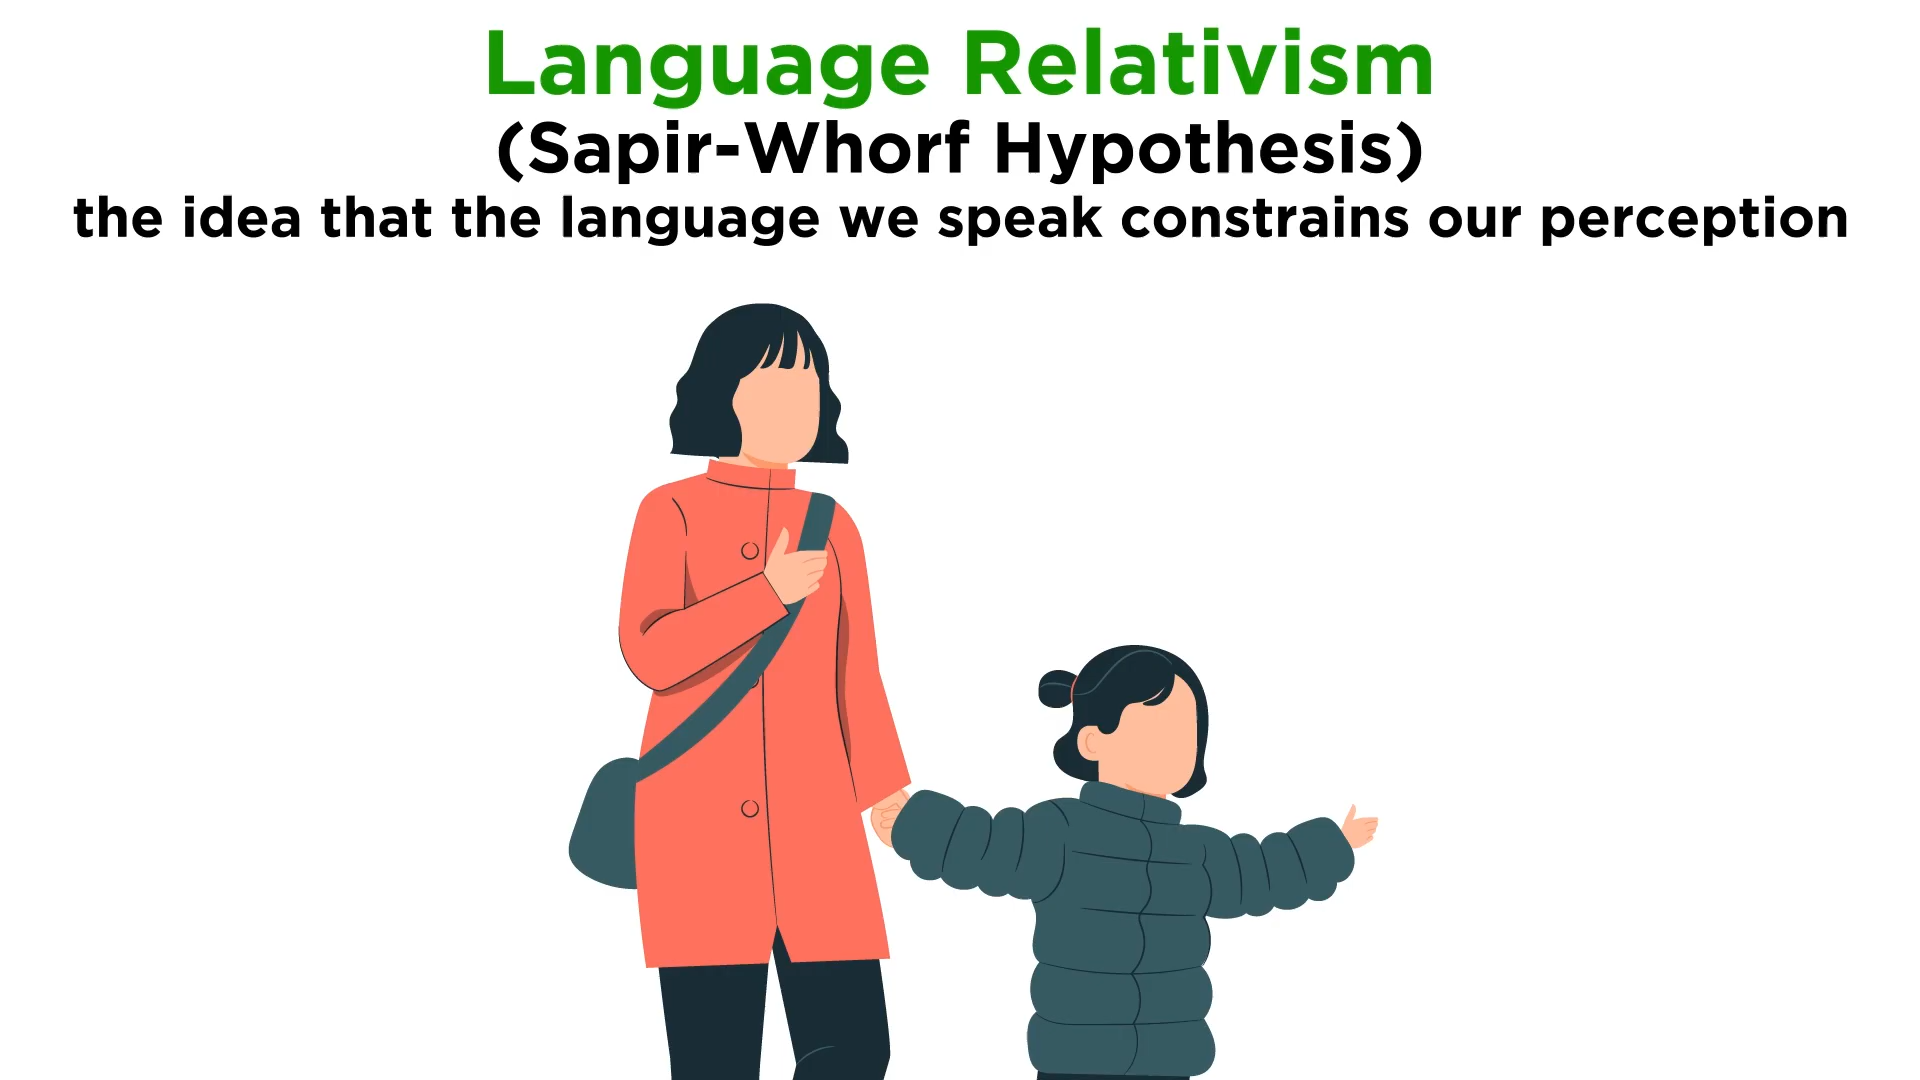 Language Relativism
(Sapir-Whorf Hypothesis)
the idea that the language we speak constrains our perception